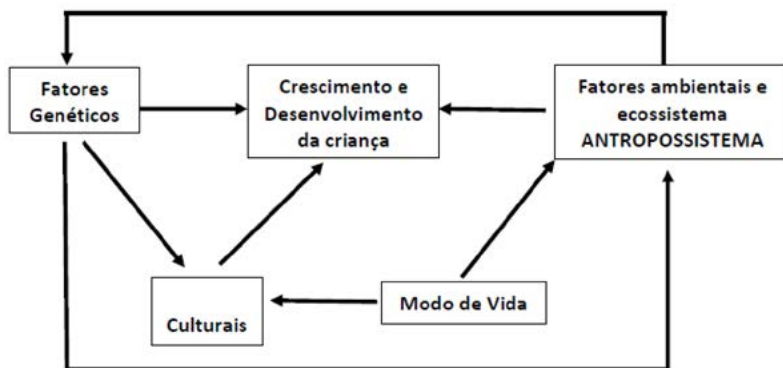 Fatores
Genéticos
Crescimento e
Desenvolvimento
da criança
Fatores ambientais e
ecossistema
ANTROPOSSISTEMA
Culturais
Modo de Vida